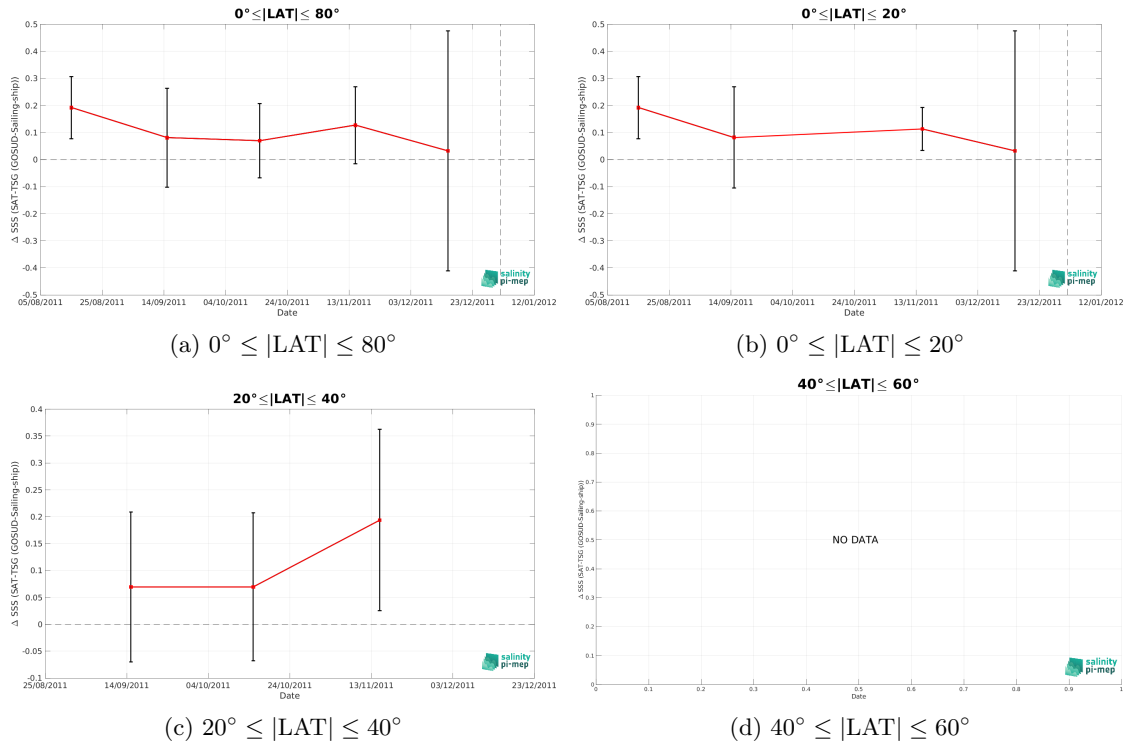 0°≤|LAT|≤ 80°
0.5
0.4
0.3
0.2
0.1
0
-0.1
-0.2
-0.3
-0.4
-0.5
Δ SSS (SAT-TSG (GOSUD-Sailing-ship))
05/08/2011 25/08/2011 14/09/2011 04/10/2011 24/10/2011 13/11/2011 03/12/2011 23/12/2011 12/01/2012
Date
salinity
pi-mep
(a) 0° ≤ |LAT| ≤ 80°
0°≤|LAT|≤ 20°
0.5
0.4
0.3
0.2
0.1
0
-0.1
-0.2
-0.3
-0.4
-0.5
Δ SSS (SAT-TSG (GOSUD-Sailing-ship))
05/08/2011 25/08/2011 14/09/2011 04/10/2011 24/10/2011 13/11/2011 03/12/2011 23/12/2011 12/01/2012
Date
salinity
pi-mep
(b) 0° ≤ |LAT| ≤ 20°
20°≤|LAT|≤ 40°
0.4
0.35
0.3
0.25
0.2
0.15
0.1
0.05
0
-0.05
-0.1
Δ SSS (SAT-TSG (GOSUD-Sailing-ship))
25/08/2011 14/09/2011 04/10/2011 24/10/2011 13/11/2011 03/12/2011 23/12/2011
Date
salinity
pi-mep
(c) 20° ≤ |LAT| ≤ 40°
40°≤|LAT|≤ 60°
1
0.9
0.8
0.7
0.6
0.5
0.4
0.3
0.2
0.1
0
Δ SSS (SAT-TSG (GOSUD-Sailing-ship))
NO DATA
0 0.1 0.2 0.3 0.4 0.5 0.6 0.7 0.8 0.9 1
Date
salinity
pi-mep
(d) 40° ≤ |LAT| ≤ 60°